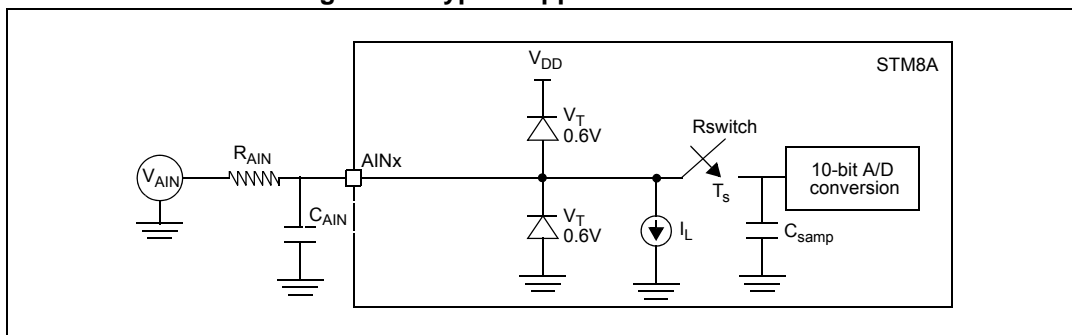 V_DD
STM8A
V_T
0.6V
Rswitch
R_AIN
AINx
V_AIN
10-bit A/D
conversion
T_s
C_AIN
V_T
0.6V
I_L
C_samp